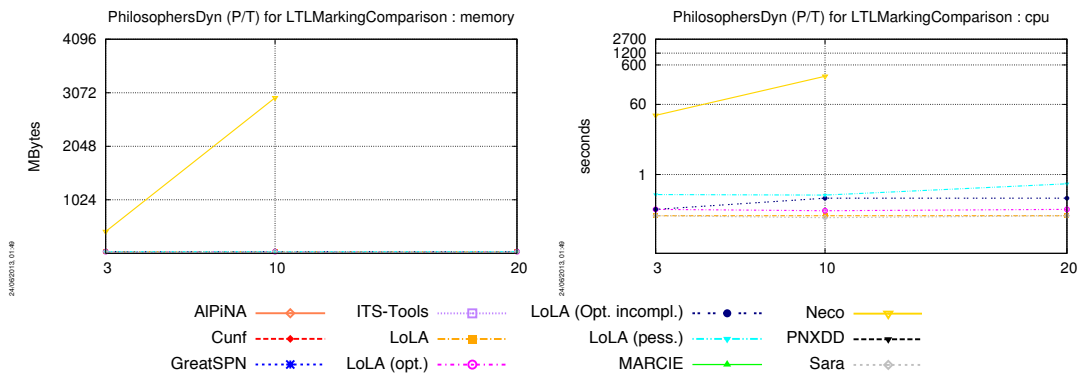 PhilosophersDyn (P/T) for LTLMarkingComparison : memory
4096
3072
2048
1024
MBytes
3
10
20
24/06/2013, 01:49
PhilosophersDyn (P/T) for LTLMarkingComparison : cpu
2700
1200
600
60
1
seconds
3
10
20
24/06/2013, 01:49
AlPiNA
Cunf
GreatSPN
ITS-Tools
LoLA
LoLA (opt.)
LoLA (Opt. incompl.)
LoLA (pess.)
MARCIE
Neco
PNXDD
Sara